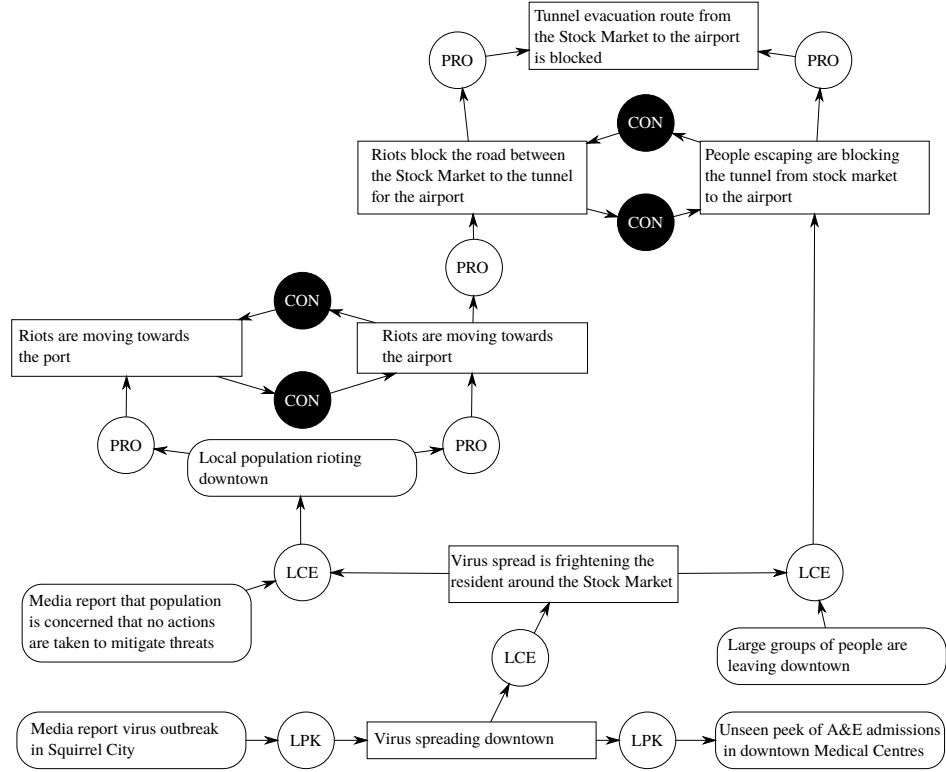 Tunnel evacuation route from
the Stock Market to the airport
is blocked
PRO
PRO
CON
Riots block the road between
the Stock Market to the tunnel
for the airport
People escaping are blocking
the tunnel from stock market
to the airport
CON
PRO
CON
Riots are moving towards
the port
Riots are moving towards
the airport
CON
PRO
PRO
Local population rioting
downtown
LCE
Virus spread is frightening the
resident around the Stock Market
LCE
Media report that population
is concerned that no actions
are taken to mitigate threats
LCE
Large groups of people are
leaving downtown
Media report virus outbreak
in Squirrel City
LPK
Virus spreading downtown
LPK
Unseen peek of A&E admissions
in downtown Medical Centres